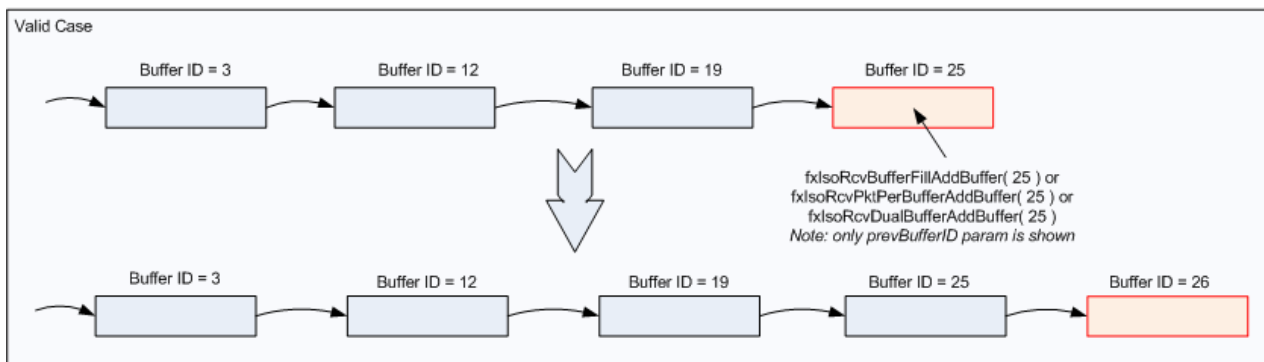 Valid Case
Buffer ID = 3
Buffer ID = 12
Buffer ID = 19
Buffer ID = 25
fxIsoRcvBufferFillAddBuffer( 25 ) or
fxIsoRcvPktPerBufferAddBuffer( 25 ) or
fxIsoRcvDualBufferAddBuffer( 25 )
Note: only prevBufferID param is shown
Buffer ID = 3
Buffer ID = 12
Buffer ID = 19
Buffer ID = 25
Buffer ID = 26